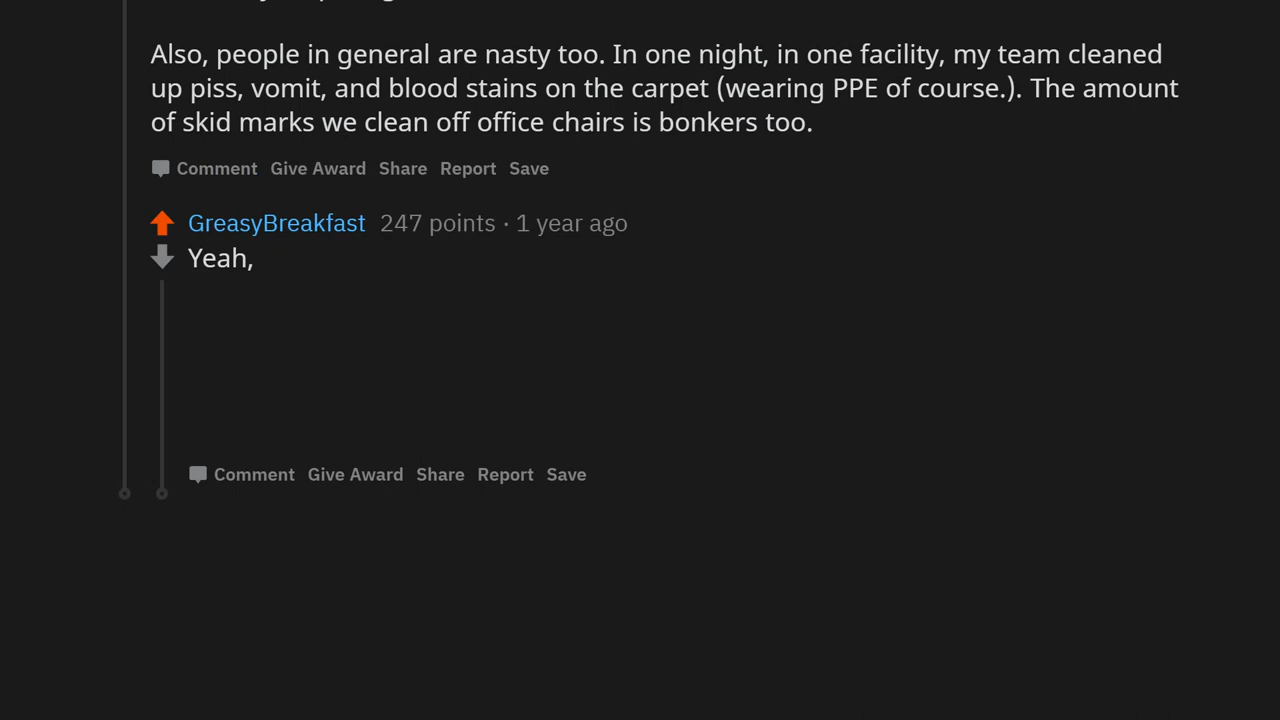 Also, people in general are nasty too. In one night, in one facility, my team cleaned
up piss, vomit, and blood stains on the carpet (wearing PPE of course.). The amount
of skid marks we clean off office chairs is bonkers too.
Comment Give Award Share Report Save
GreasyBreakfast 247 points · 1 year ago
Yeah,
Comment Give Award Share Report Save